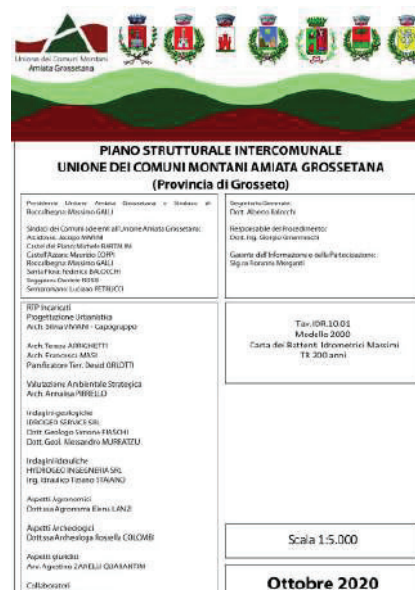 Unione dei Comuni Montani
Amiata Grossetana
PIANO STRUTTURALE INTERCOMUNALE
UNIONE DEI COMUNI MONTANI AMIATA GROSSETANA
(Provincia di Grosseto)
Presidente Unione Amiata Grossetana e Sindaco di
Roccalbegna: Massimo GALLI
Sindaci dei Comuni aderenti all'Unione Amiata Grossetana:
Arcidosso: Jacopo MARINI
Castel del Piano: Michele BARTALINI
Castell'Azzara: Maurizio COPPI
Roccalbegna: Massimo GALLI
Santa Fiora: Federico BALOCCHI
Seggiano: Daniele ROSSI
Semproniano: Luciano PETRUCCI
Segretario Generale:
Dott. Alberto
Responsabile del Procedimento:
Dott. Ing. Giorgio
Garante dell'Informazione e della Partecipazione:
Sig.ra Fioranna Morganti
RTP Incaricati
Progettazione Urbanistica
Arch. Silvia VIVIANI - Capogruppo
Arch. Teresa ARRIGHETTI
Arch. Francesca MASI
Pianificatore Terr. Devid ORLOTTI
Valutazione Ambientale Strategica
Arch. Annalisa PIRRELLO
Indagini geologiche
IDROGEO SERVICE SRL
Dott. Geologo Simone FIASCHI
Dott. Geol. Alessandro MURRATZU
Indagini Idrauliche
HYDROGEO INGEGNERIA SRL
Ing. Idraulico Tiziano STAIANO
Aspetti Agronomici
Dott.ssa Agronoma Elena LANZI
Aspetti Archeologici
Dott.ssa Archeologa Rossella COLOMBI
Aspetti giuridici
Avv. Agostino ZANELLI QUARANTINI
Collaboratori
Tav.IDR.10.01
Modello 2000
Carta dei Battenti Idrometrici Massimi
TR 200 anni
Scala 1:5.000
Ottobre 2020